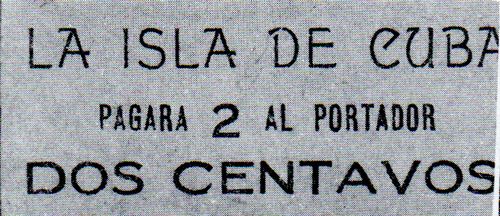 LA ISLA DE CUBA
PAGARA 2 AL PORTADOR
DOS CENTAVOS